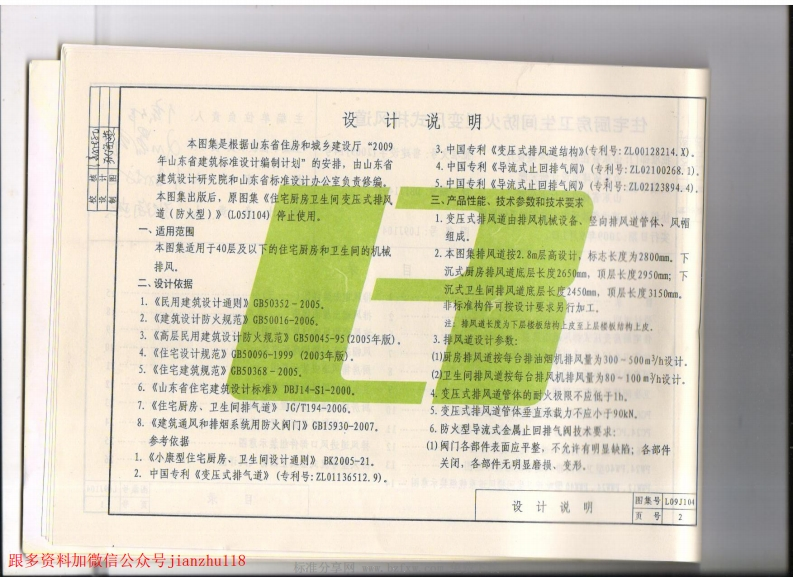 设 计 说 明
本图集是根据山东省住房和城乡建设厅“2009
年山东省建筑标准设计编制计划”的安排，由山东省
建筑设计研究院和山东省标准设计办公室负责修编。
本图集出版后，原图集《住宅厨房卫生间变压式排风
道（防火型）》(L05J104)停止使用。
一、适用范围
本图集适用于40层及以下的住宅厨房和卫生间的机械
排风。
二、设计依据
1.《民用建筑设计通则》GB50352-2005。
2.《建筑设计防火规范》GB50016-2006。
3.《高层民用建筑设计防火规范》GB50045-95(2005年版)。
4.《住宅设计规范》GB50096-1999 (2003年版)。
5.《住宅建筑规范》GB50368-2005。
6.《山东省住宅建筑设计标准》 DBJ14-S1-2000。
7.《住宅厨房、卫生间排气道》 JG/T194-2006。
8.《建筑通风和排烟系统用防火阀门》GB15930-2007。
参考依据
1.《小康型住宅厨房、卫生间设计通则》 BK2005-21。
2. 中国专利《变压式排气道》(专利号:ZL01136512.9)。
3.中国专利《变压式排风道结构》(专利号:ZL00128214.X)。
4.中国专利《导流式止回排气阀》(专利号:ZL02100268.1)。
5.中国专利《导流式止回排气阀》(专利号:ZL02123894.4)。
三、产品性能、技术参数和技术要求
1.变压式排风道由排风机械设备、竖向排风道管体、风帽
组成。
2.本图集排风道按2.8m层高设计，标志长度为2800mm。下
沉式厨房排风道底层长度2650mm，顶层长度2950mm；下
沉式卫生间排风道底层长度2450mm，顶层长度3150mm。
非标准构件可按设计要求另行加工。
注：排风道长度为下层楼板结构上皮至上层楼板结构上皮。
3.排风道设计参数：
(1)厨房排风道按每台排油烟机排风量为300~500m³/h设计。
(2)卫生间排风道按每台排风机排风量为80~100m³/h设计。
4.变压式排风道管体的耐火极限不应低于1h。
5.变压式排风道管体垂直承载力不应小于90kN。
6.防火型导流式金属止回排气阀技术要求：
(1)阀门各部件表面应平整，不允许有明显缺陷；各部件
关闭，各部件无明显磨损、变形。
校 核
设 计
制 图
设 计 说 明
图集号 L09J104
页 号 2
跟多资料加微信公众号jianzhu118